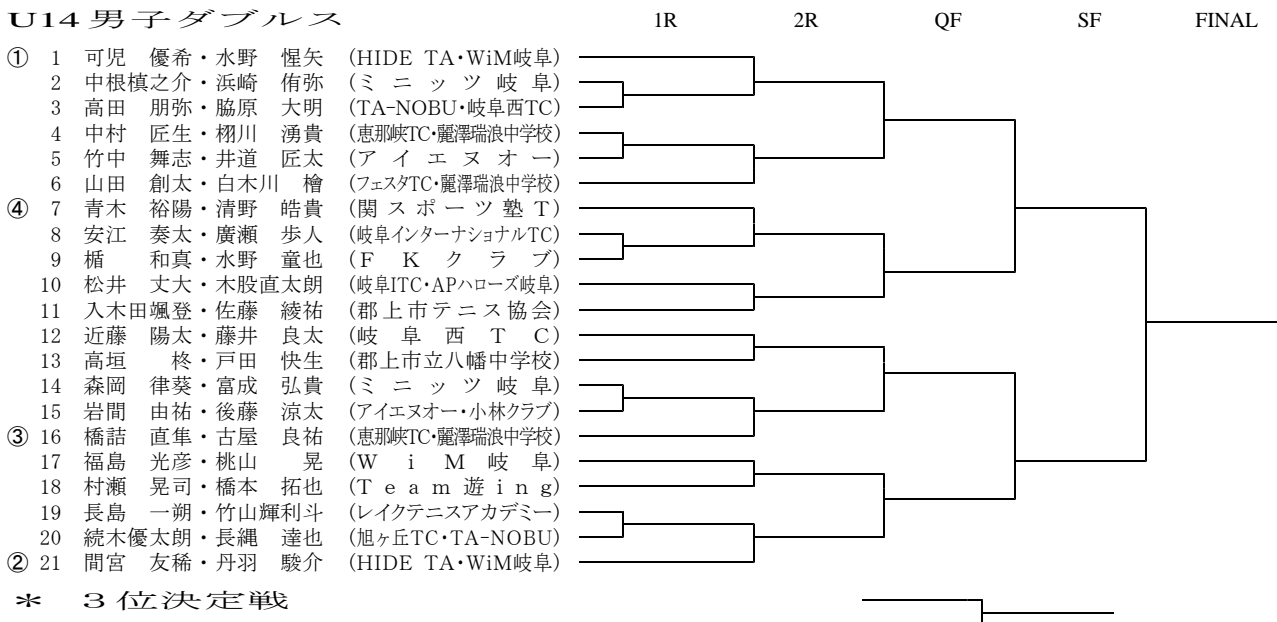 U14男子ダブルス 1R 2R QF SF FINAL
① 1 可児 優希・水野 惺矢 (HIDE TA・WiM岐阜)
2 中根槙之介・浜崎 侑弥 (ミニッツ岐阜)
3 高田 朋弥・脇原 大明 (TA-NOBU・岐阜西TC)
4 中村 匠生・栩川 湧貴 (恵那峡TC・麗澤瑞浪中学校)
5 竹中 舞志・井道 匠太 (アイエヌオー)
6 山田 創太・白木川 檜 (フェスタTC・麗澤瑞浪中学校)
④ 7 青木 裕陽・清野 皓貴 (関スポーツ塾T)
8 安江 奏太・廣瀬 歩人 (岐阜インターナショナルTC)
9 楯 和真・水野 童也 (FKクラブ)
10 松井 丈大・木股直太朗 (岐阜ITC・APハローズ岐阜)
11 入木田颯登・佐藤 綾祐 (郡上市テニス協会)
12 近藤 陽太・藤井 良太 (岐阜西TC)
13 高垣 柊・戸田 快生 (郡上市立八幡中学校)
14 森岡 律葵・富成 弘貴 (ミニッツ岐阜)
15 岩間 由祐・後藤 涼太 (アイエヌオー・小林クラブ)
③ 16 橋詰 直隼・古屋 良祐 (恵那峡TC・麗澤瑞浪中学校)
17 福島 光彦・桃山 晃 (WiM岐阜)
18 村瀬 晃司・橋本 拓也 (Team遊ing)
19 長島 一朔・竹山輝利斗 (レイクテニスアカデミー)
20 続木優太朗・長縄 達也 (旭ヶ丘TC・TA-NOBU)
② 21 間宮 友稀・丹羽 駿介 (HIDE TA・WiM岐阜)
＊ 3位決定戦